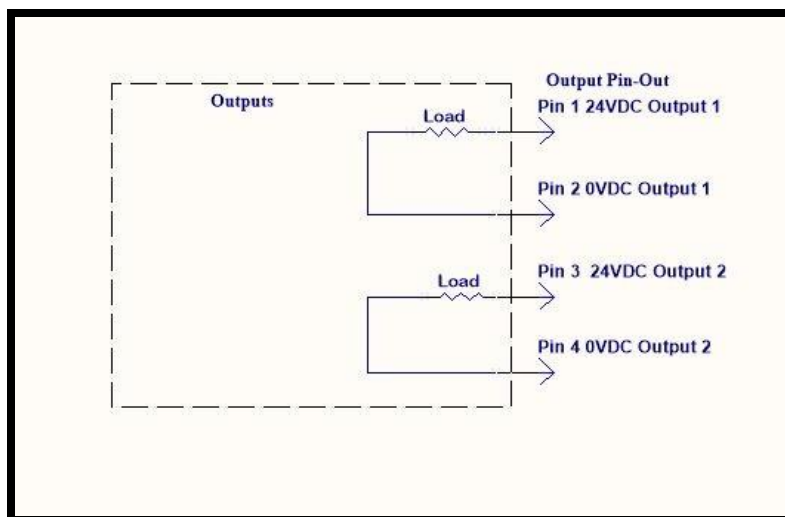 Output Pin-Out
Outputs
Pin 1 24VDC Output 1
Load
Pin 2 0VDC Output 1
Pin 3 24VDC Output 2
Load
Pin 4 0VDC Output 2